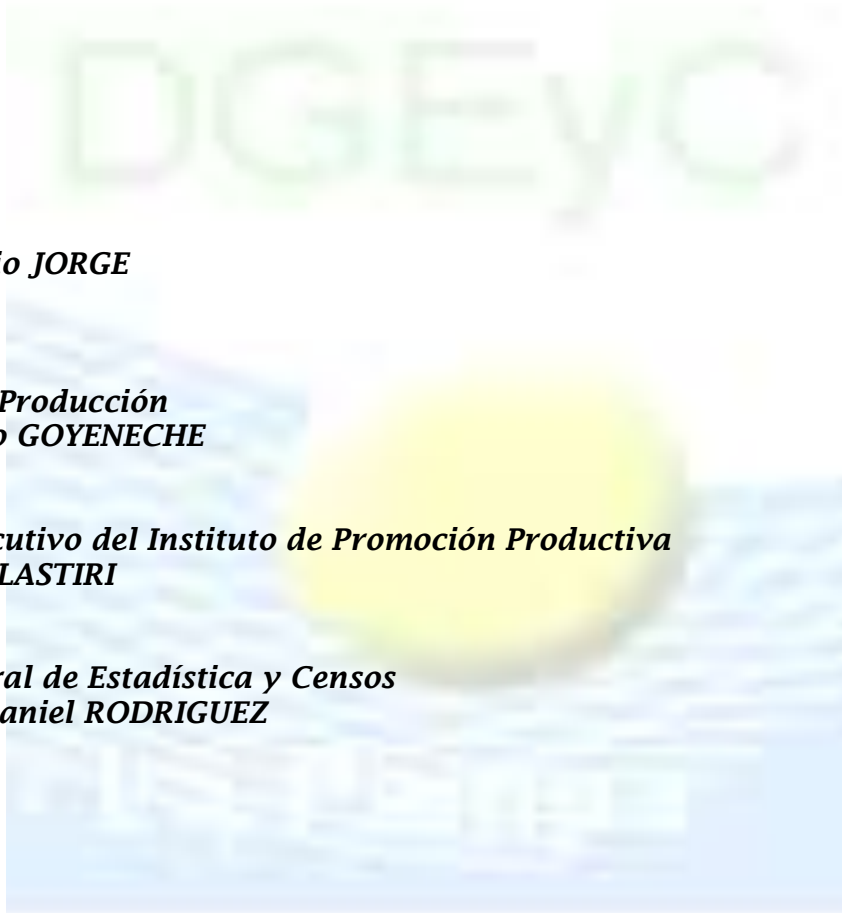 DGEyC
io JORGE
Producción
o GOYENECHE
cutivo del Instituto de Promoción Productiva
LASTIRI
ral de Estadística y Censos
aniel RODRIGUEZ